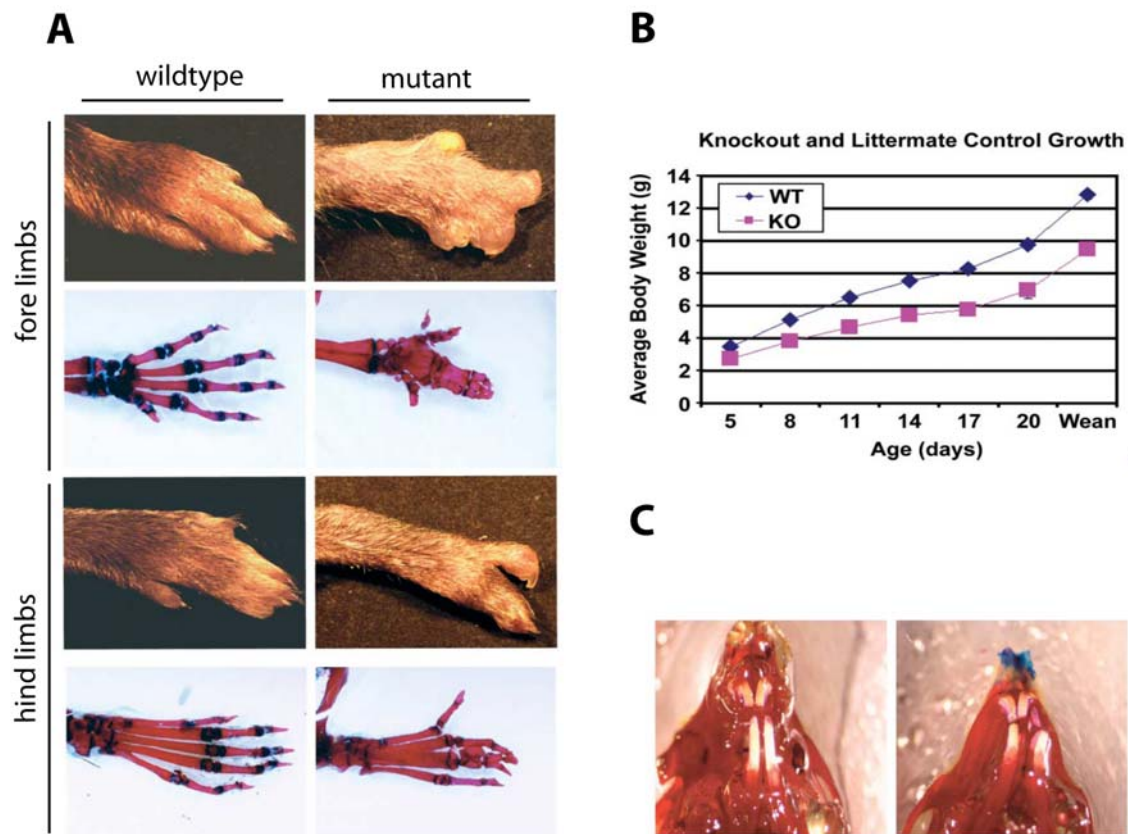 A
wildtype
mutant
fore limbs
hind limbs
B
Knockout and Littermate Control Growth
Average Body Weight (g)
14
12
10
8
6
4
2
0
WT
KO
5 8 11 14 17 20 Wean
Age (days)
C